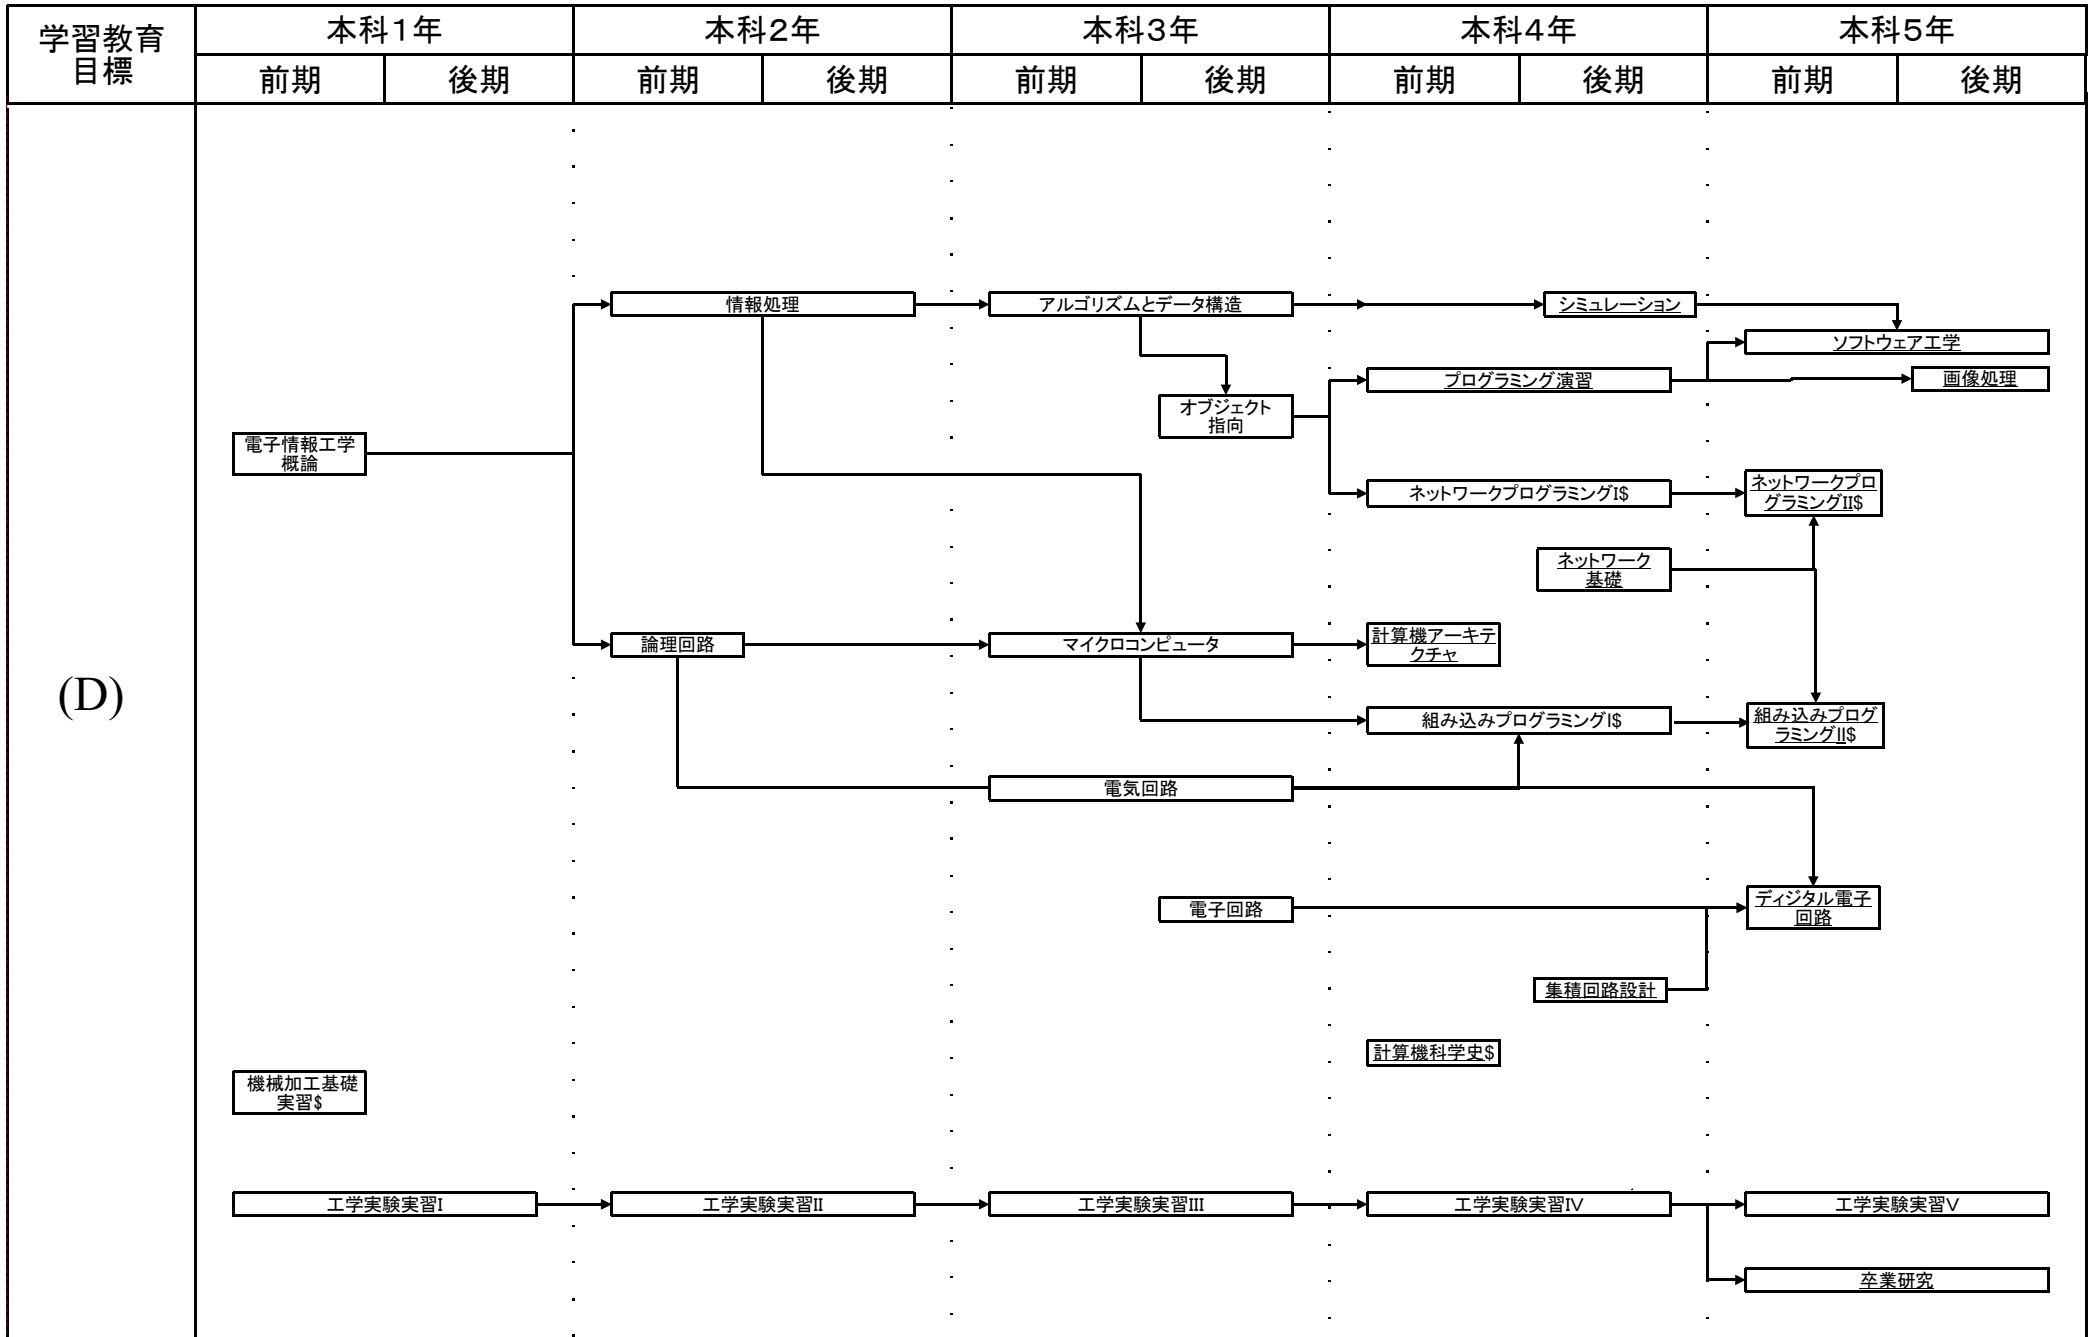 学習教育
目標
本科1年
本科2年
本科3年
本科4年
本科5年
前期
後期
前期
後期
前期
後期
前期
後期
前期
後期
(D)
情報処理
アルゴリズムとデータ構造
シミュレーション
ソフトウェア工学
プログラミング演習
画像処理
オブジェクト
指向
電子情報工学
概論
ネットワークプログラミングI$
ネットワークプロ
グラミングII$
ネットワーク
基礎
論理回路
マイクロコンピュータ
計算機アーキテ
クチャ
組み込みプログラミングI$
組み込みプログ
ラミングII$
電気回路
電子回路
ディジタル電子
回路
集積回路設計
計算機科学史$
機械加工基礎
実習$
工学実験実習I
工学実験実習II
工学実験実習III
工学実験実習IV
工学実験実習V
卒業研究